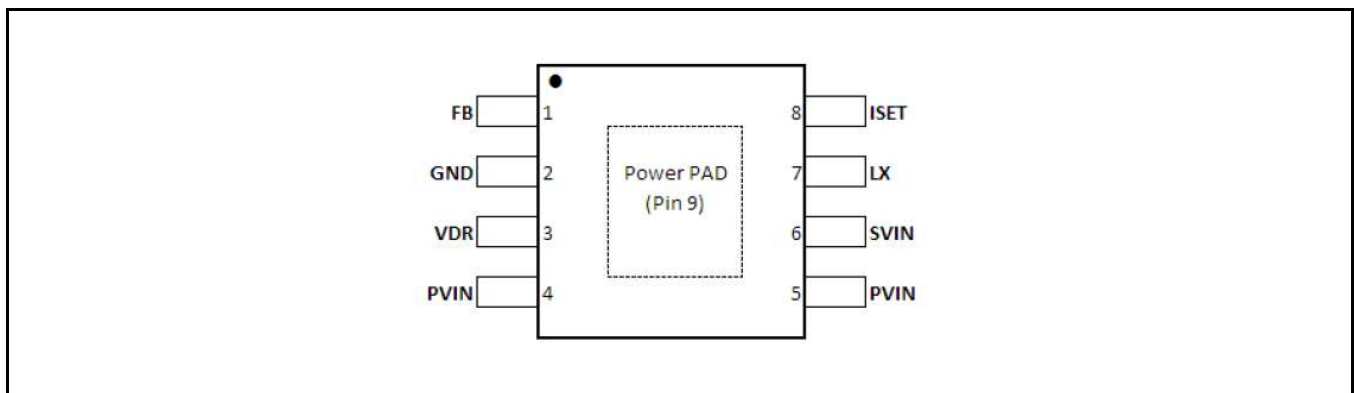 FB 1 8 ISET
GND 2 Power PAD 7 LX
(Pin 9)
VDR 3 6 SVIN
PVIN 4 5 PVIN